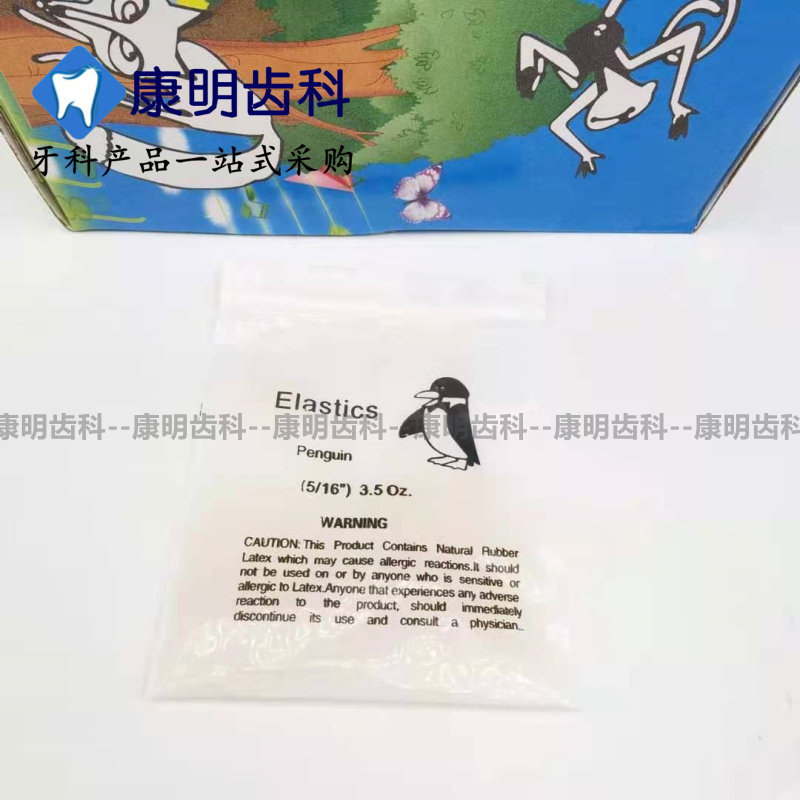 康明齿科
牙科产品一站式采购
Elastics
康明齿科--康明齿科--康明齿科--康明齿科--康明齿科--康明齿科
Penguin
(5/16") 3.5 Oz.
WARNING
CAUTION: This Product Contains Natural Rubber
Latex which may cause allergic reactions.It should
not be used on or by anyone who is sensitive or
allergic to Latex.Anyone that experiences any adverse
reaction to the product, should immediately
discontinue its use and consult a physician..